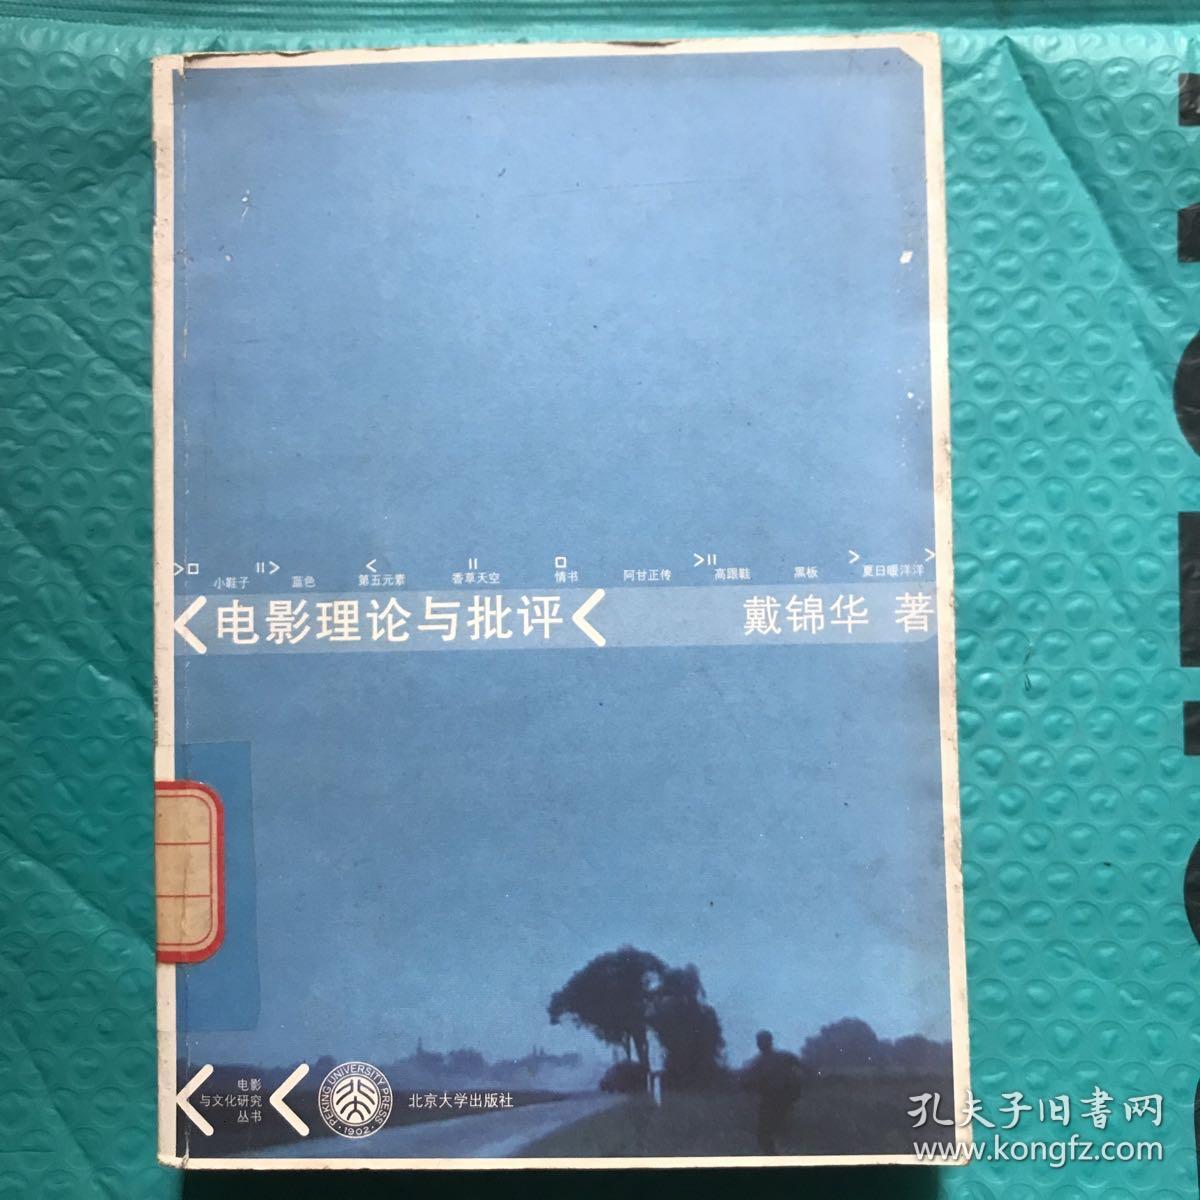 小鞋子 蓝色 第五元素 香草天空 情书 阿甘正传 高跟鞋 黑板 夏日暖洋洋
电影理论与批评 戴锦华 著
电影
与文化研究
丛书
PEKING UNIVERSITY PRESS
1902
北京大学出版社
孔夫子旧书网
www.kongfz.com